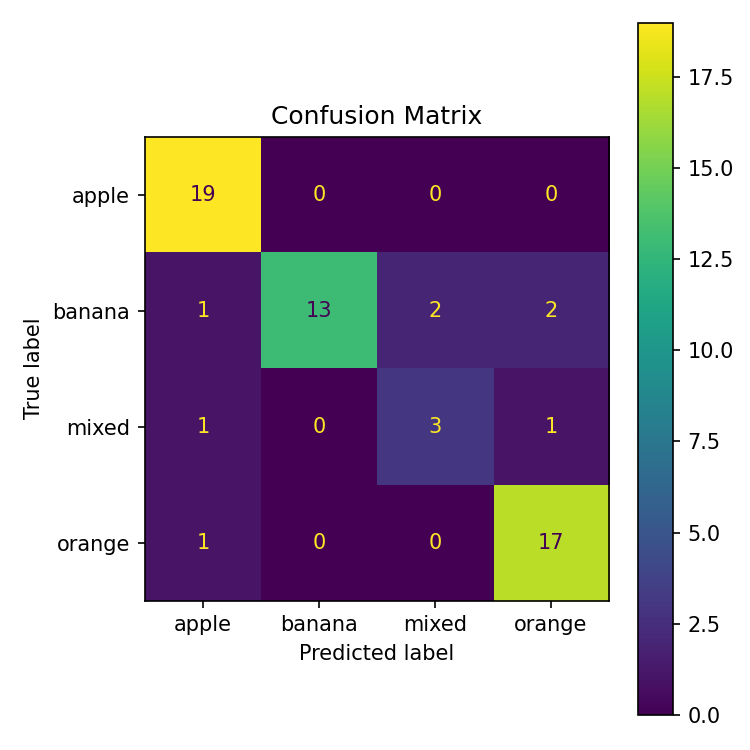 Confusion Matrix
True label
apple 19 0 0 0
banana 1 13 2 2
mixed 1 0 3 1
orange 1 0 0 17
apple banana mixed orange
Predicted label
17.5
15.0
12.5
10.0
7.5
5.0
2.5
0.0